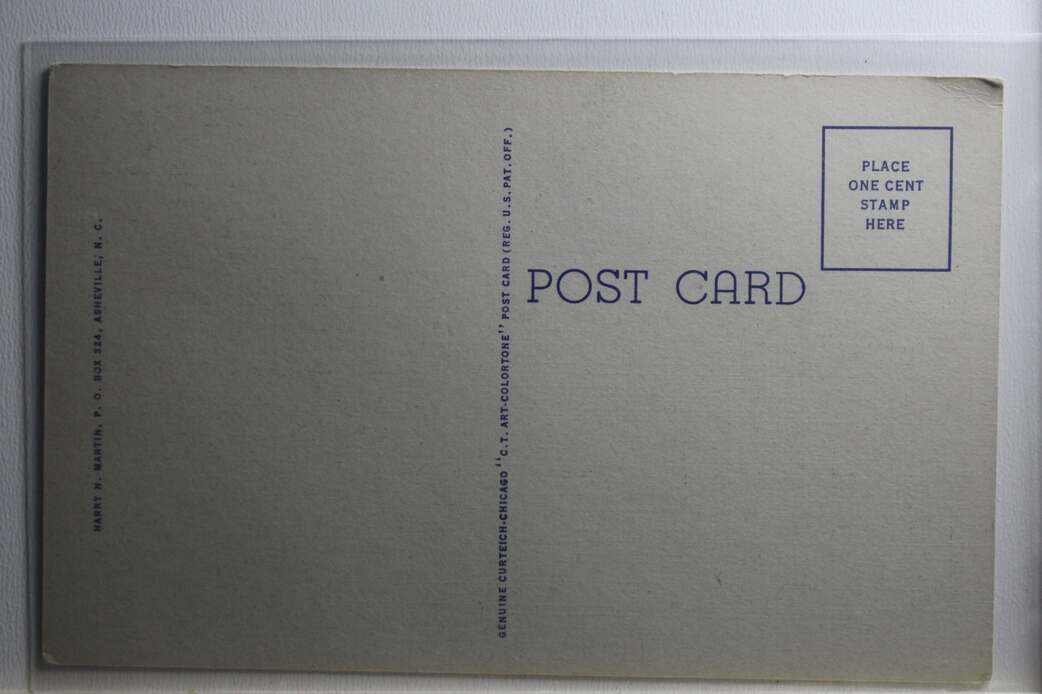 HARRY N. MARTIN, P. O. BOX 324, ASHEVILLE, N. C.
GENUINE CURTEICH-CHICAGO "C.T. ART-COLORTONE" POST CARD (REG. U.S. PAT. OFF.)
POST CARD
PLACE
ONE CENT
STAMP
HERE